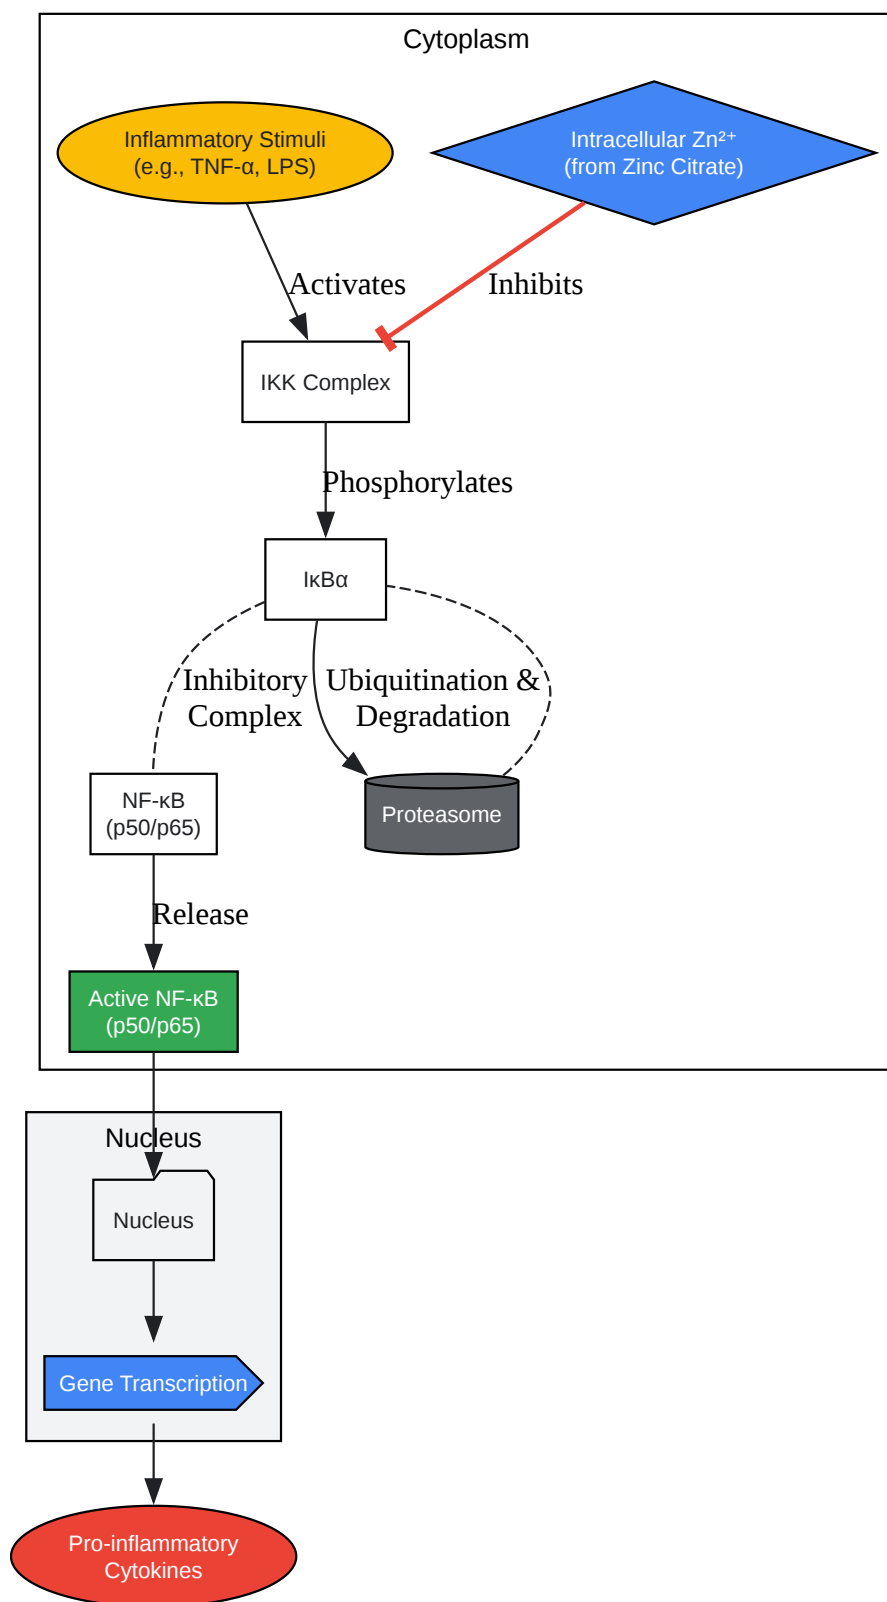 Cytoplasm
Inflammatory Stimuli
(e.g., TNF-α, LPS)
Intracellular Zn²⁺
(from Zinc Citrate)
Activates
Inhibits
IKK Complex
Phosphorylates
IκBα
Inhibitory
Complex
Ubiquitination &
Degradation
NF-κB
(p50/p65)
Proteasome
Release
Active NF-κB
(p50/p65)
Nucleus
Nucleus
Gene Transcription
Pro-inflammatory
Cytokines